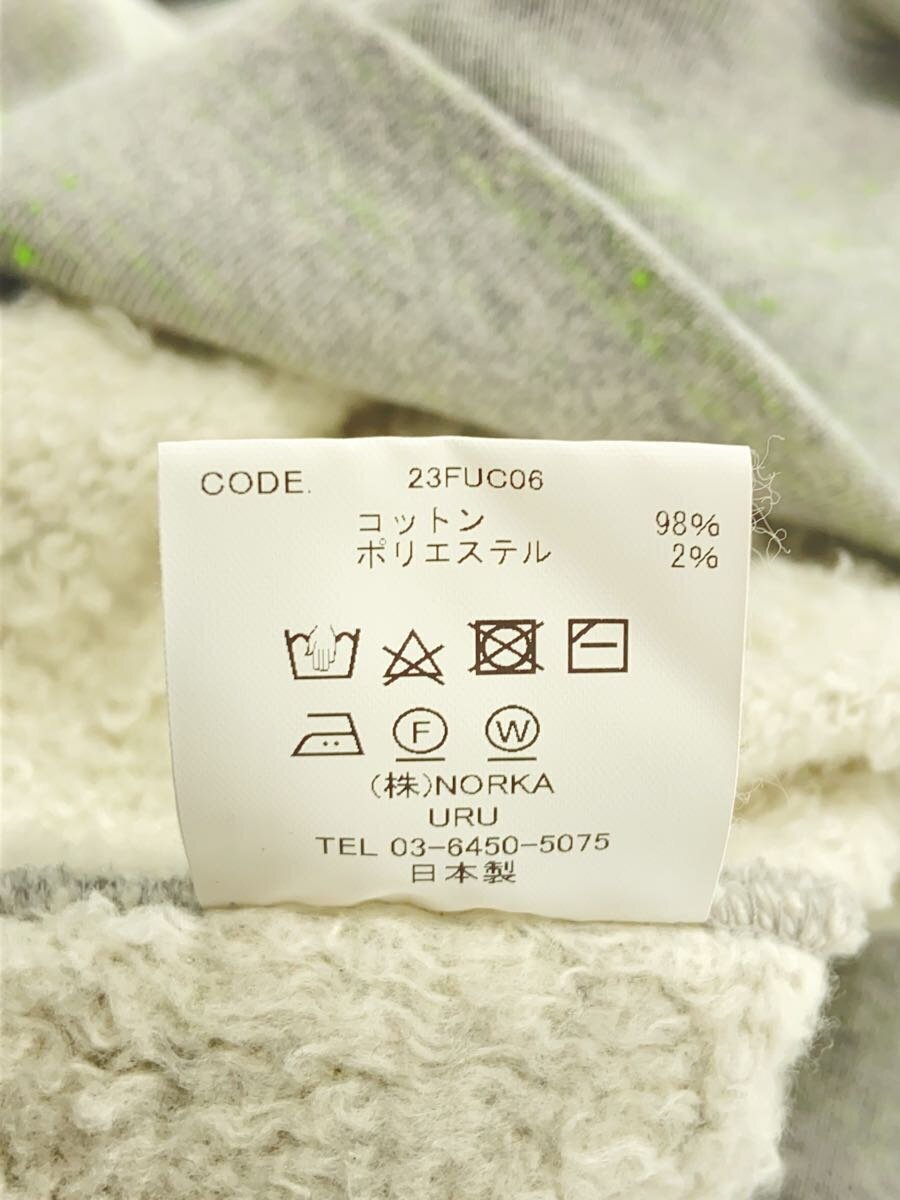 CODE. 23FUC06
コットン 98%
ポリエステル 2%
F W
(株)NORKA
URU
TEL 03-6450-5075
日本製